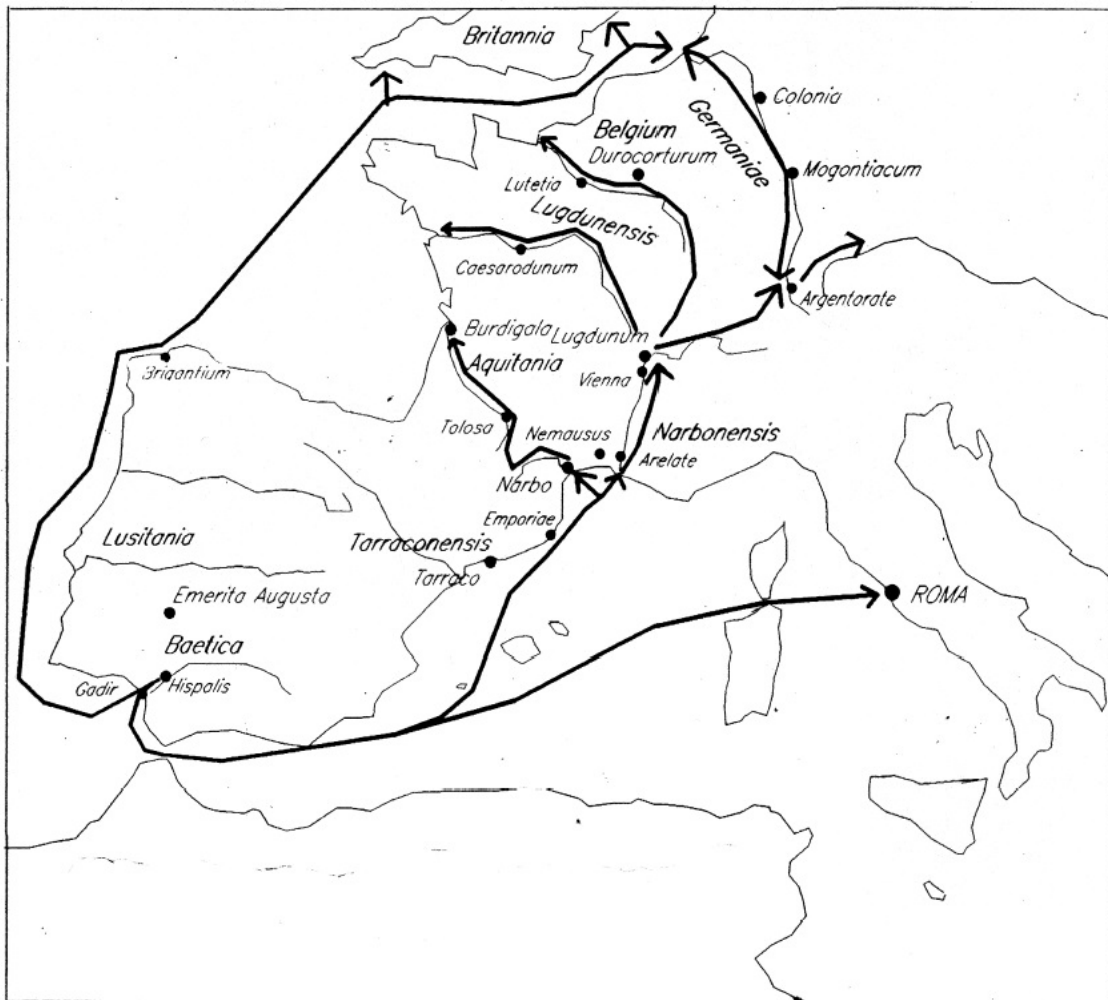 Britannia
Colonia
Germaniae
Belgium
Durocorturum
Mogontiacum
Lutetia
Lugdunensis
Caesarodunum
Argentorate
Burdigala
Lugdunum
Aquitania
Brigantium
Vienna
Tolosa
Nemausus
Narbonensis
Arelate
Narbo
Emporiae
Tarraconensis
Lusitania
Tarraco
Emerita Augusta
ROMA
Baetica
Gadir
Hispalis